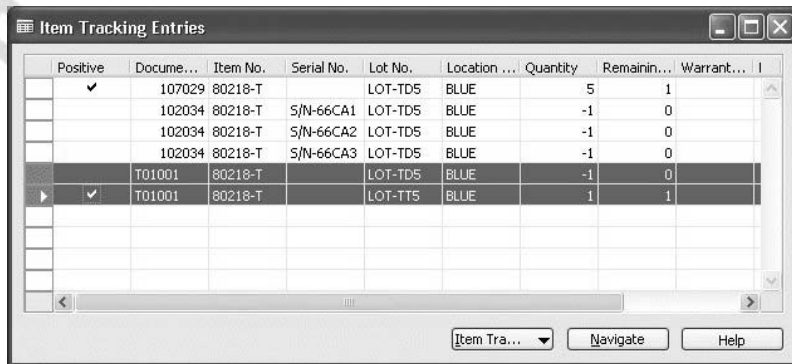 Item Tracking Entries
Positive Docume... Item No. Serial No. Lot No. Location ... Quantity Remainin... Warrant...
107029 80218-T LOT-TD5 BLUE 5 1
102034 80218-T S/N-66CA1 LOT-TD5 BLUE -1 0
102034 80218-T S/N-66CA2 LOT-TD5 BLUE -1 0
102034 80218-T S/N-66CA3 LOT-TD5 BLUE -1 0
T01001 80218-T LOT-TD5 BLUE -1 0
T01001 80218-T LOT-TT5 BLUE 1 1
Item Tra... Navigate Help